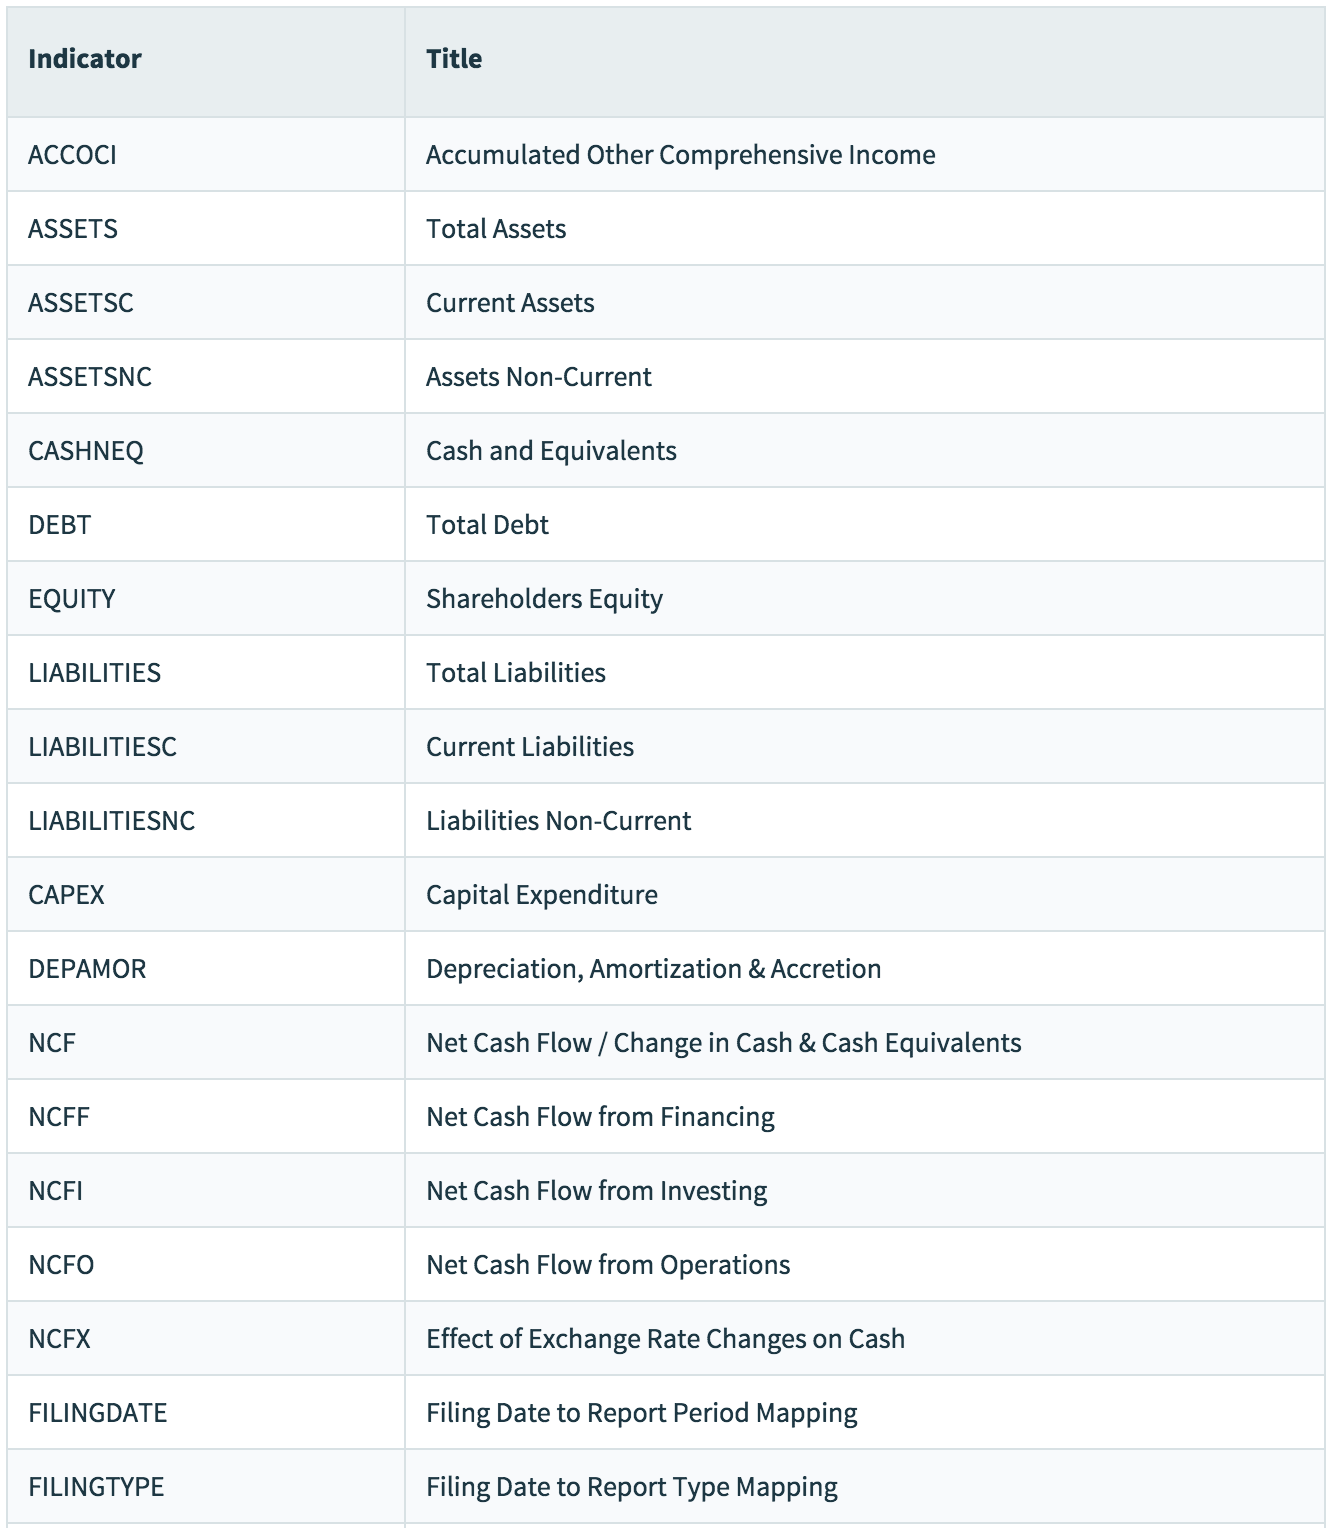 Indicator Title
ACCOCI Accumulated Other Comprehensive Income
ASSETS Total Assets
ASSETSC Current Assets
ASSETSNC Assets Non-Current
CASHNEQ Cash and Equivalents
DEBT Total Debt
EQUITY Shareholders Equity
LIABILITIES Total Liabilities
LIABILITIESC Current Liabilities
LIABILITIESNC Liabilities Non-Current
CAPEX Capital Expenditure
DEPAMOR Depreciation, Amortization & Accretion
NCF Net Cash Flow / Change in Cash & Cash Equivalents
NCFF Net Cash Flow from Financing
NCFI Net Cash Flow from Investing
NCFO Net Cash Flow from Operations
NCFX Effect of Exchange Rate Changes on Cash
FILINGDATE Filing Date to Report Period Mapping
FILINGTYPE Filing Date to Report Type Mapping